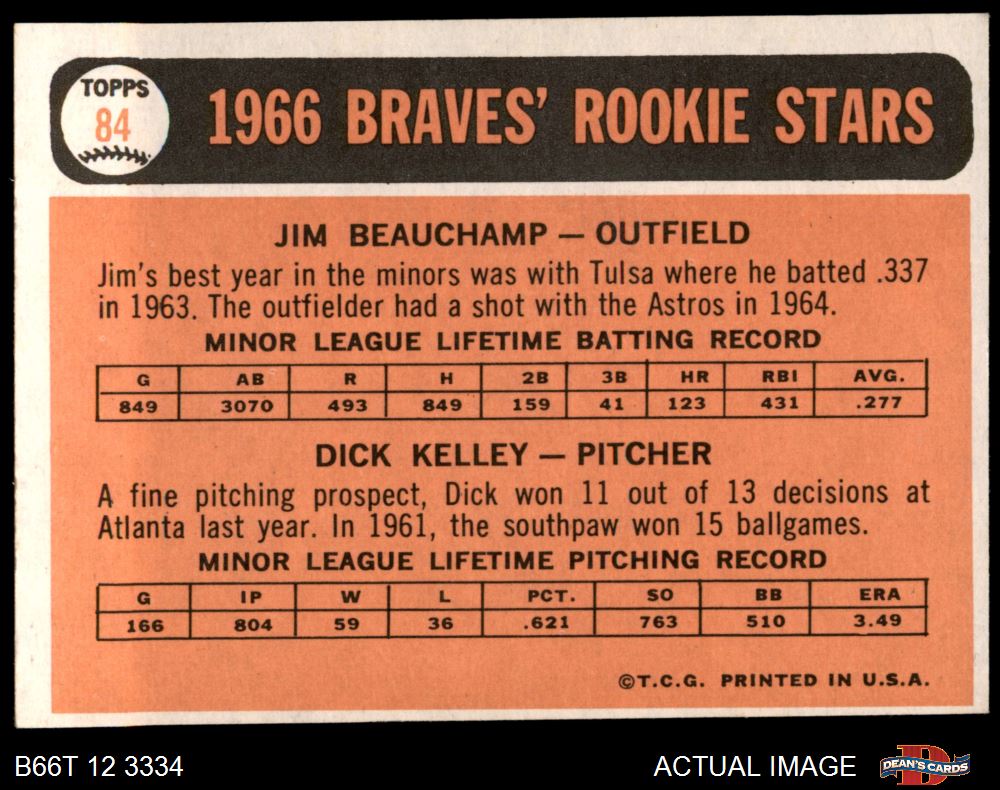 TOPPS
84
1966 BRAVES' ROOKIE STARS
JIM BEAUCHAMP — OUTFIELD
Jim's best year in the minors was with Tulsa where he batted .337
in 1963. The outfielder had a shot with the Astros in 1964.
MINOR LEAGUE LIFETIME BATTING RECORD
G AB R H 2B 3B HR RBI AVG.
849 3070 493 849 159 41 123 431 .277
DICK KELLEY — PITCHER
A fine pitching prospect, Dick won 11 out of 13 decisions at
Atlanta last year. In 1961, the southpaw won 15 ballgames.
MINOR LEAGUE LIFETIME PITCHING RECORD
G IP W L PCT. SO BB ERA
166 804 59 36 .621 763 510 3.49
©T.C.G. PRINTED IN U.S.A.
B66T 12 3334
ACTUAL IMAGE
D
DEAN'S CARDS